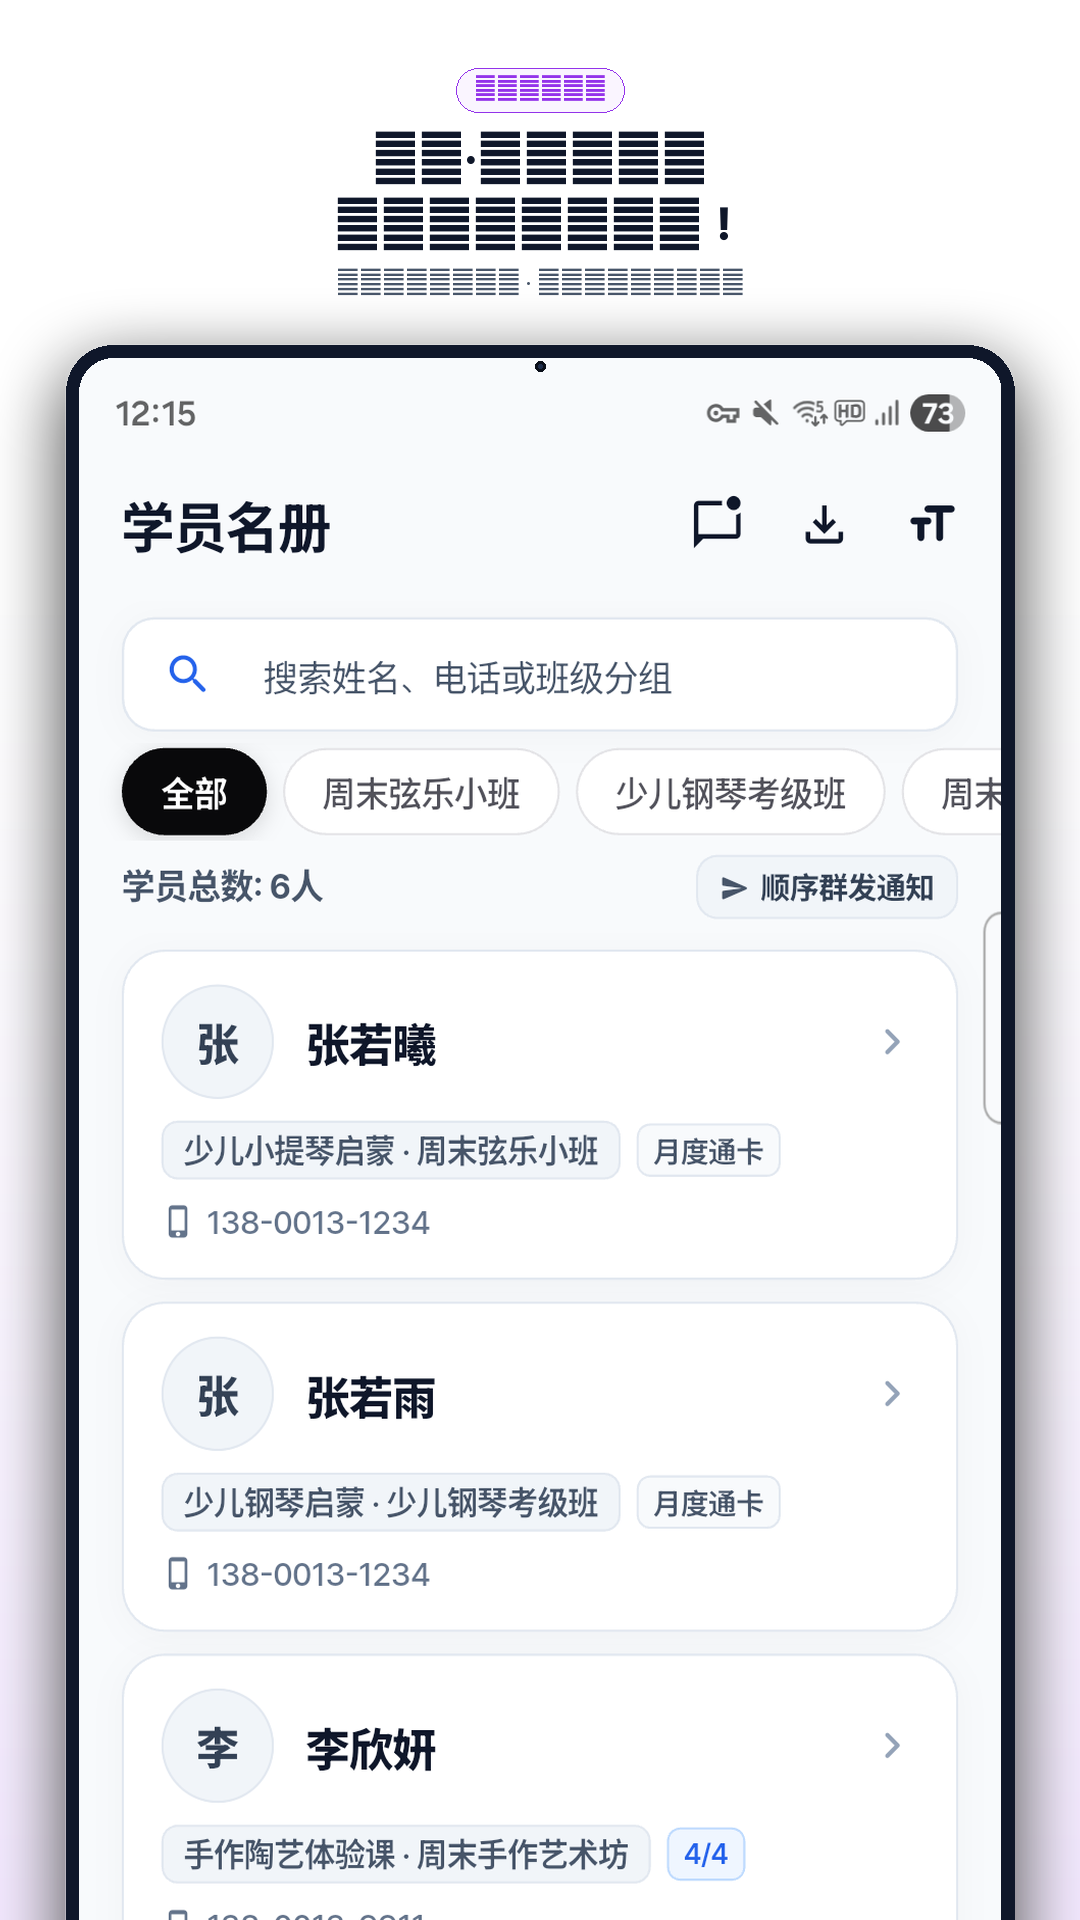 12:15
HD
73
学员名册
搜索姓名、电话或班级分组
全部
周末弦乐小班
少儿钢琴考级班
周末
学员总数: 6人
顺序群发通知
张
张若曦
少儿小提琴启蒙 · 周末弦乐小班
月度通卡
138-0013-1234
张
张若雨
少儿钢琴启蒙 · 少儿钢琴考级班
月度通卡
138-0013-1234
李
李欣妍
手作陶艺体验课 · 周末手作艺术坊
4/4